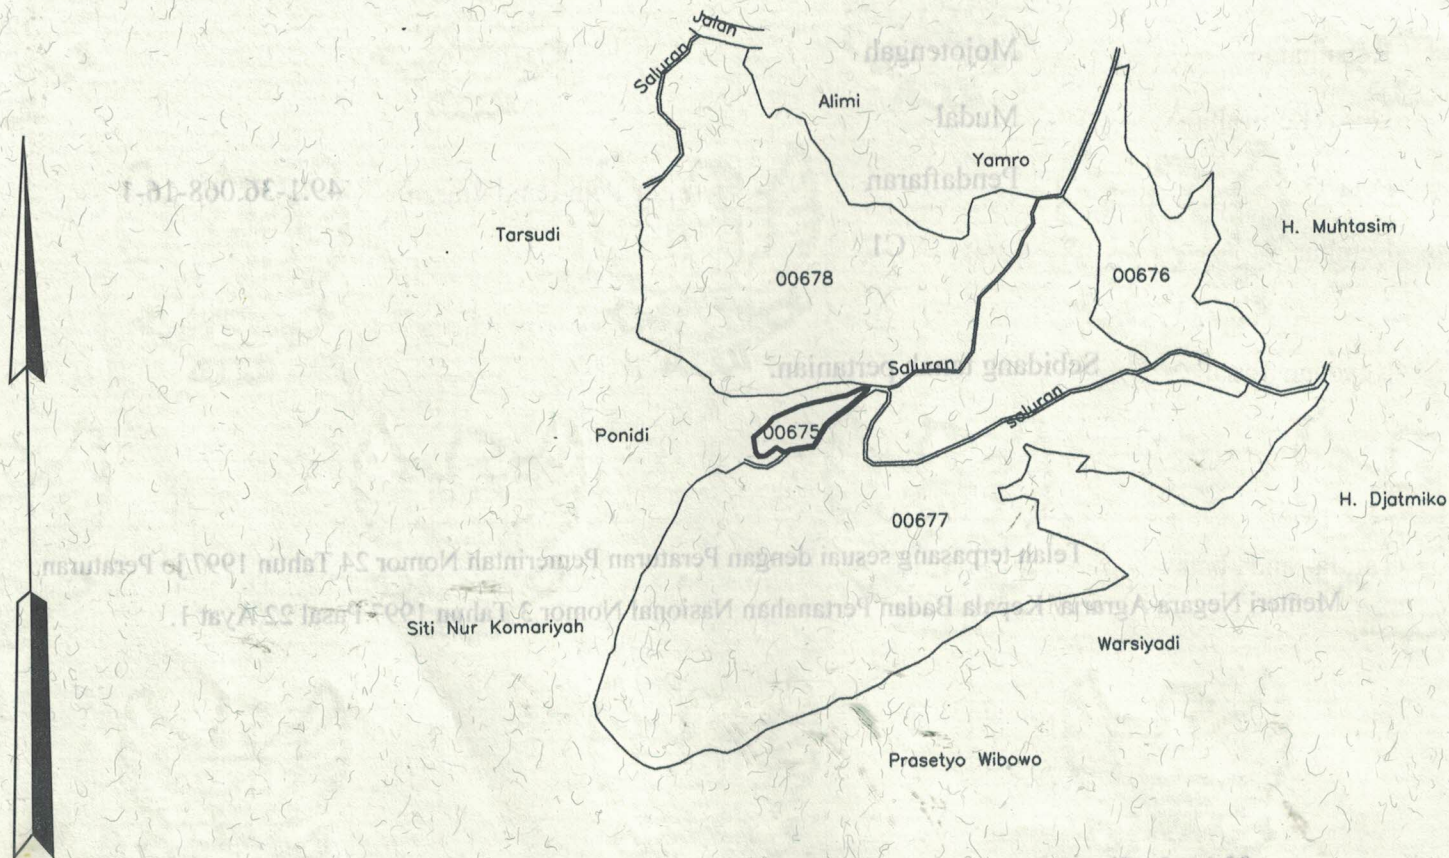 Jalan
Saluran
Mojotengah
Alimi
Mudal
Yamro
Pendaftaran
49.1-36.068-16-1
Tarsudi
H. Muhtasim
C1
00678
00676
Saluran
Sebidang tanah pertanian.
saluran
Ponidi
00675
H. Djatmiko
00677
Telah terpasang sesuai dengan Peraturan Pemerintah Nomor 24 Tahun 1997 jo Peraturan
Menteri Negara Agraria/ Kepala Badan Pertanahan Nasional Nomor 3 Tahun 1997 Pasal 22 Ayat 1.
Siti Nur Komariyah
Warsiyadi
Prasetyo Wibowo